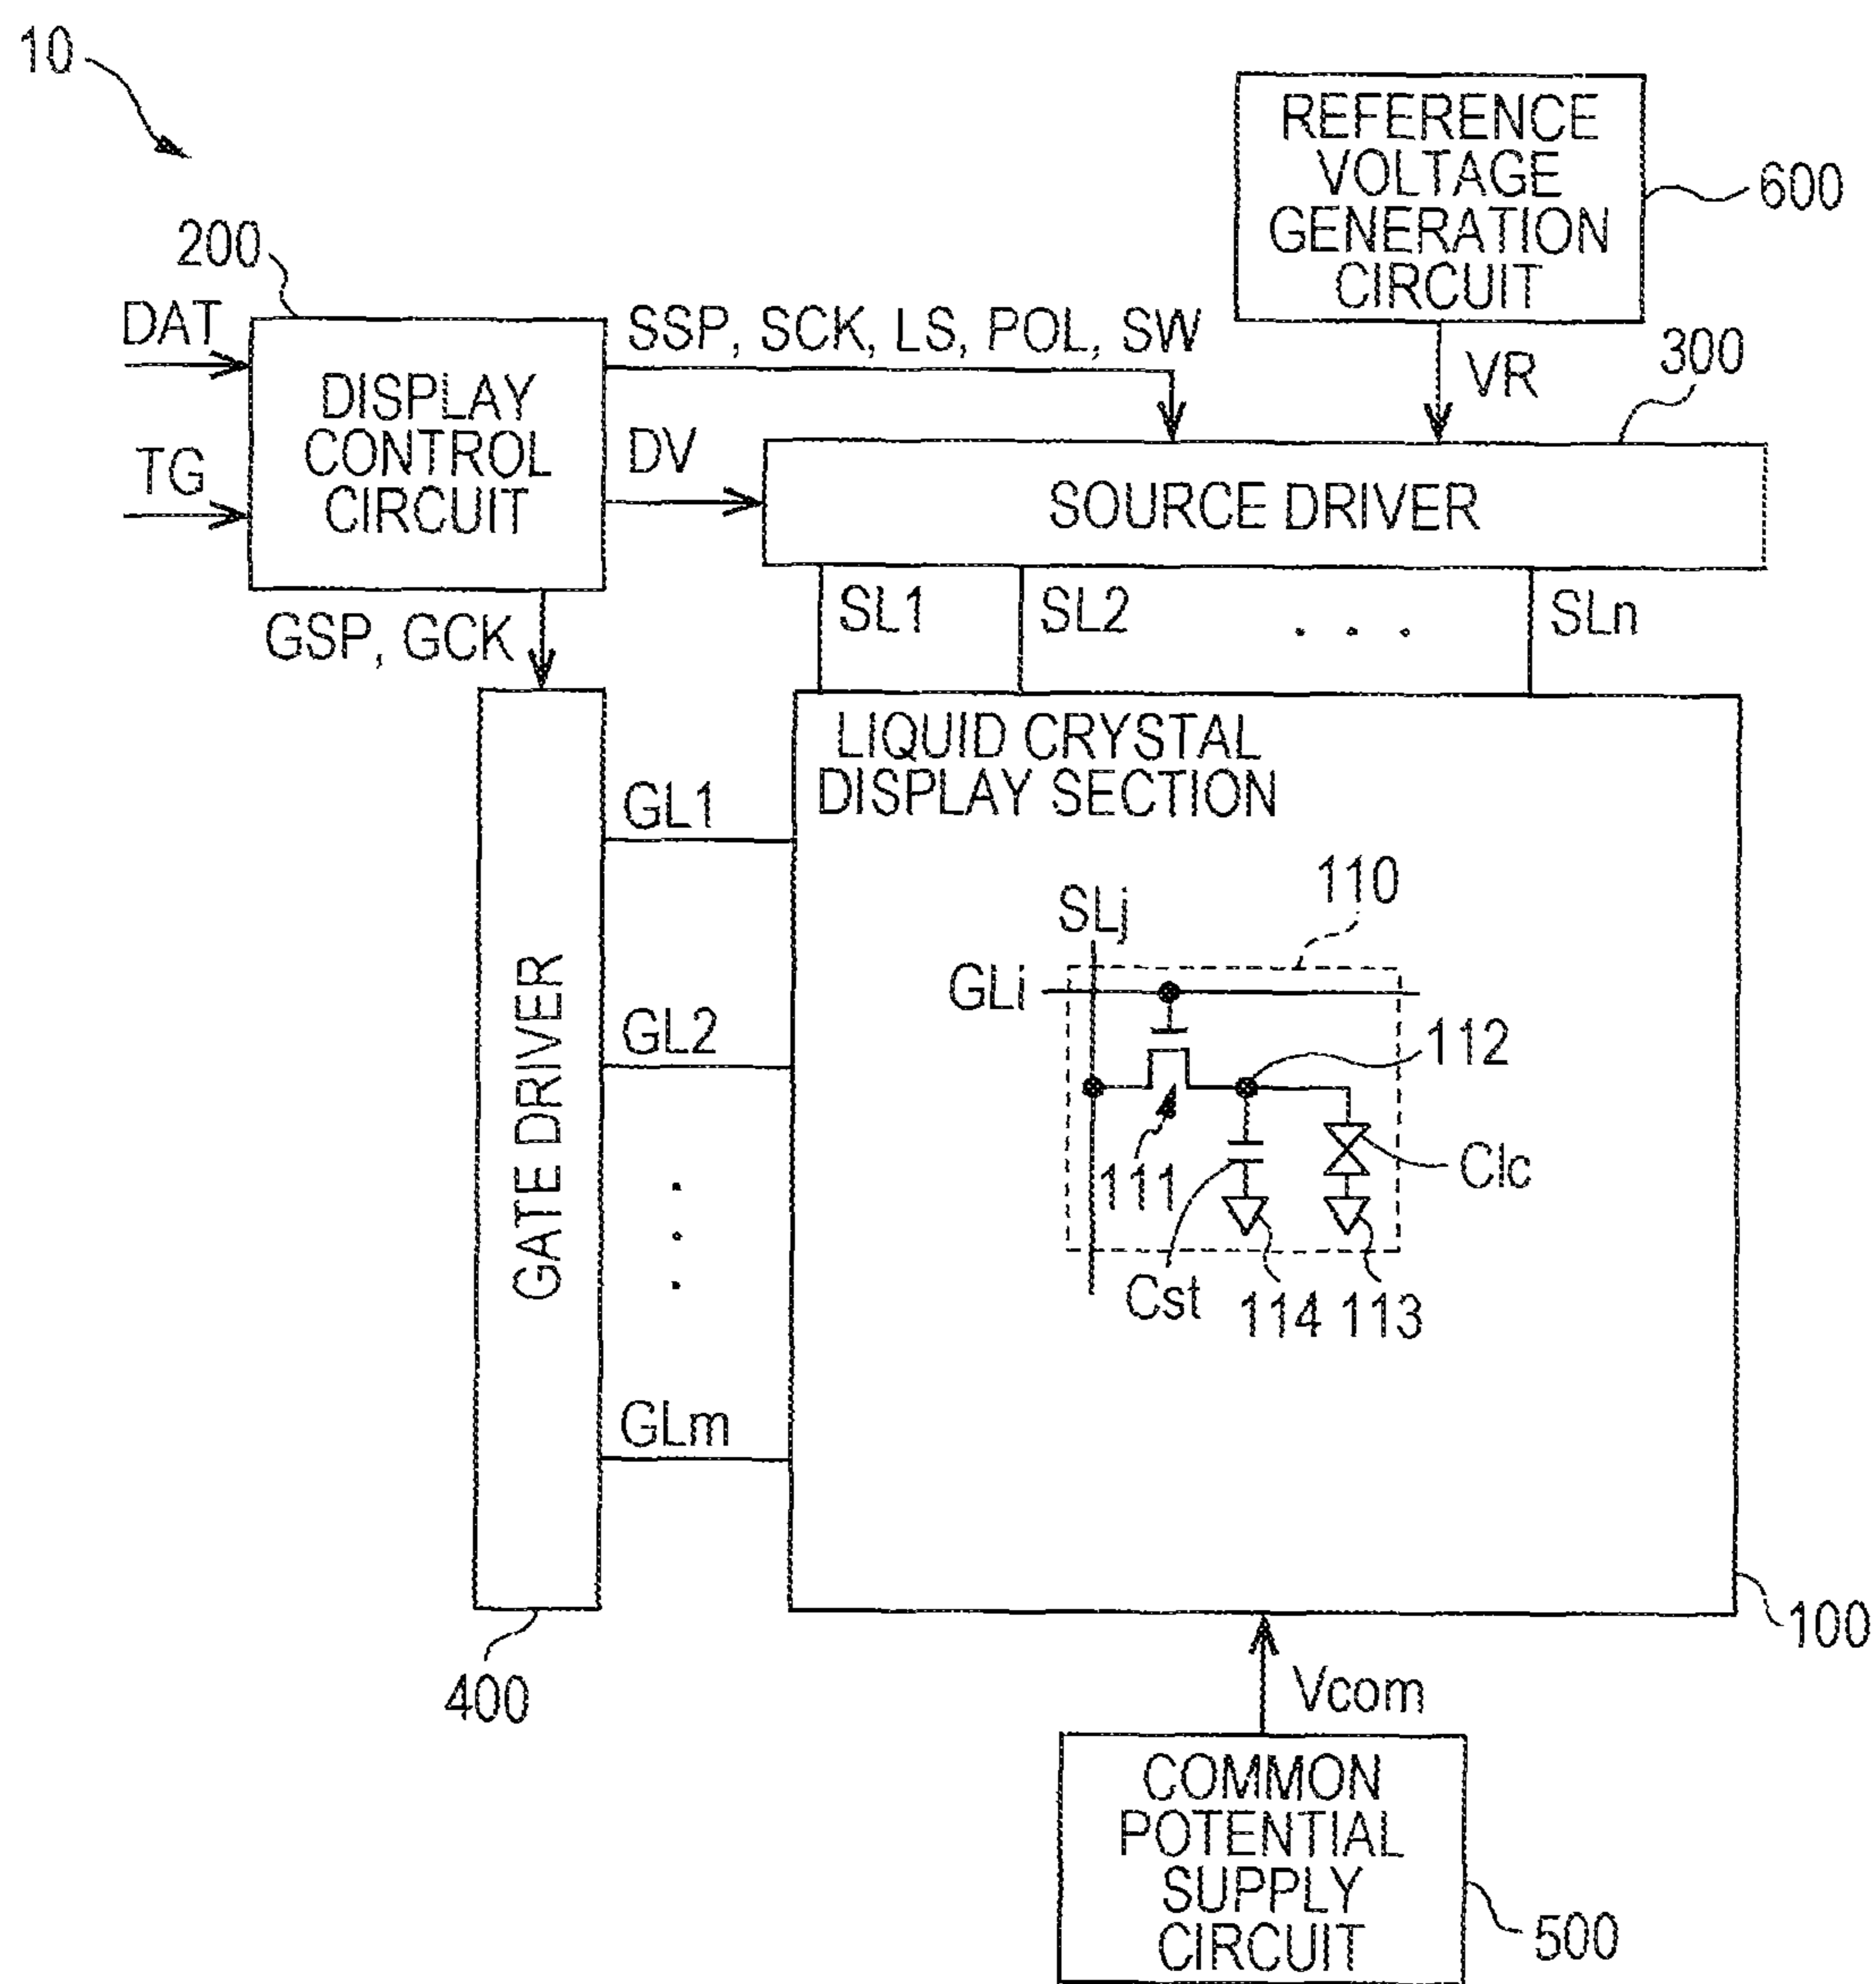 10
REFERENCE
VOLTAGE
GENERATION
CIRCUIT
600
200
DAT
TG
DISPLAY
CONTROL
CIRCUIT
SSP, SCK, LS, POL, SW
VR
300
DV
SOURCE DRIVER
GSP, GCK
SL1
SL2
. . .
SLn
LIQUID CRYSTAL
DISPLAY SECTION
GATE DRIVER
GL1
GL2
. . .
GLm
SLj
110
GLi
112
111
Clc
Cst
114
113
400
100
Vcom
COMMON
POTENTIAL
SUPPLY
CIRCUIT
500